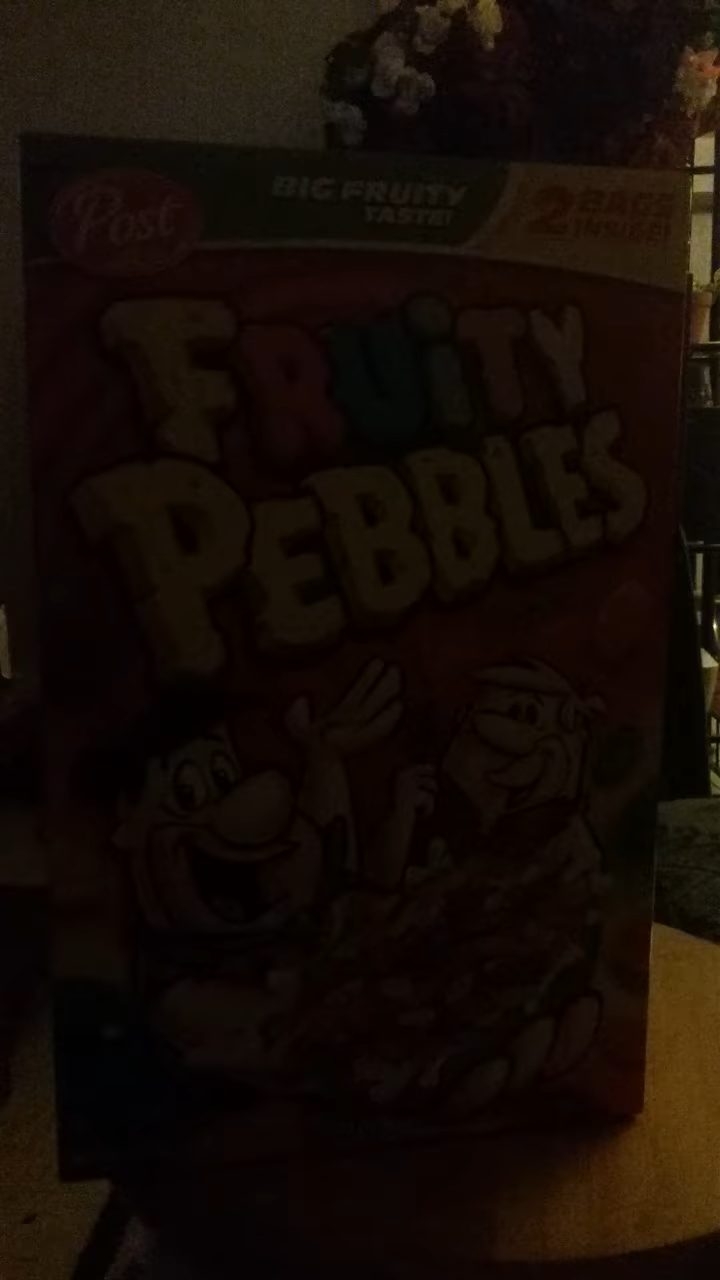 Post
BIG FRUITY
TASTE!
2 BAGS
INSIDE!
FRUiTY
PEBBLES